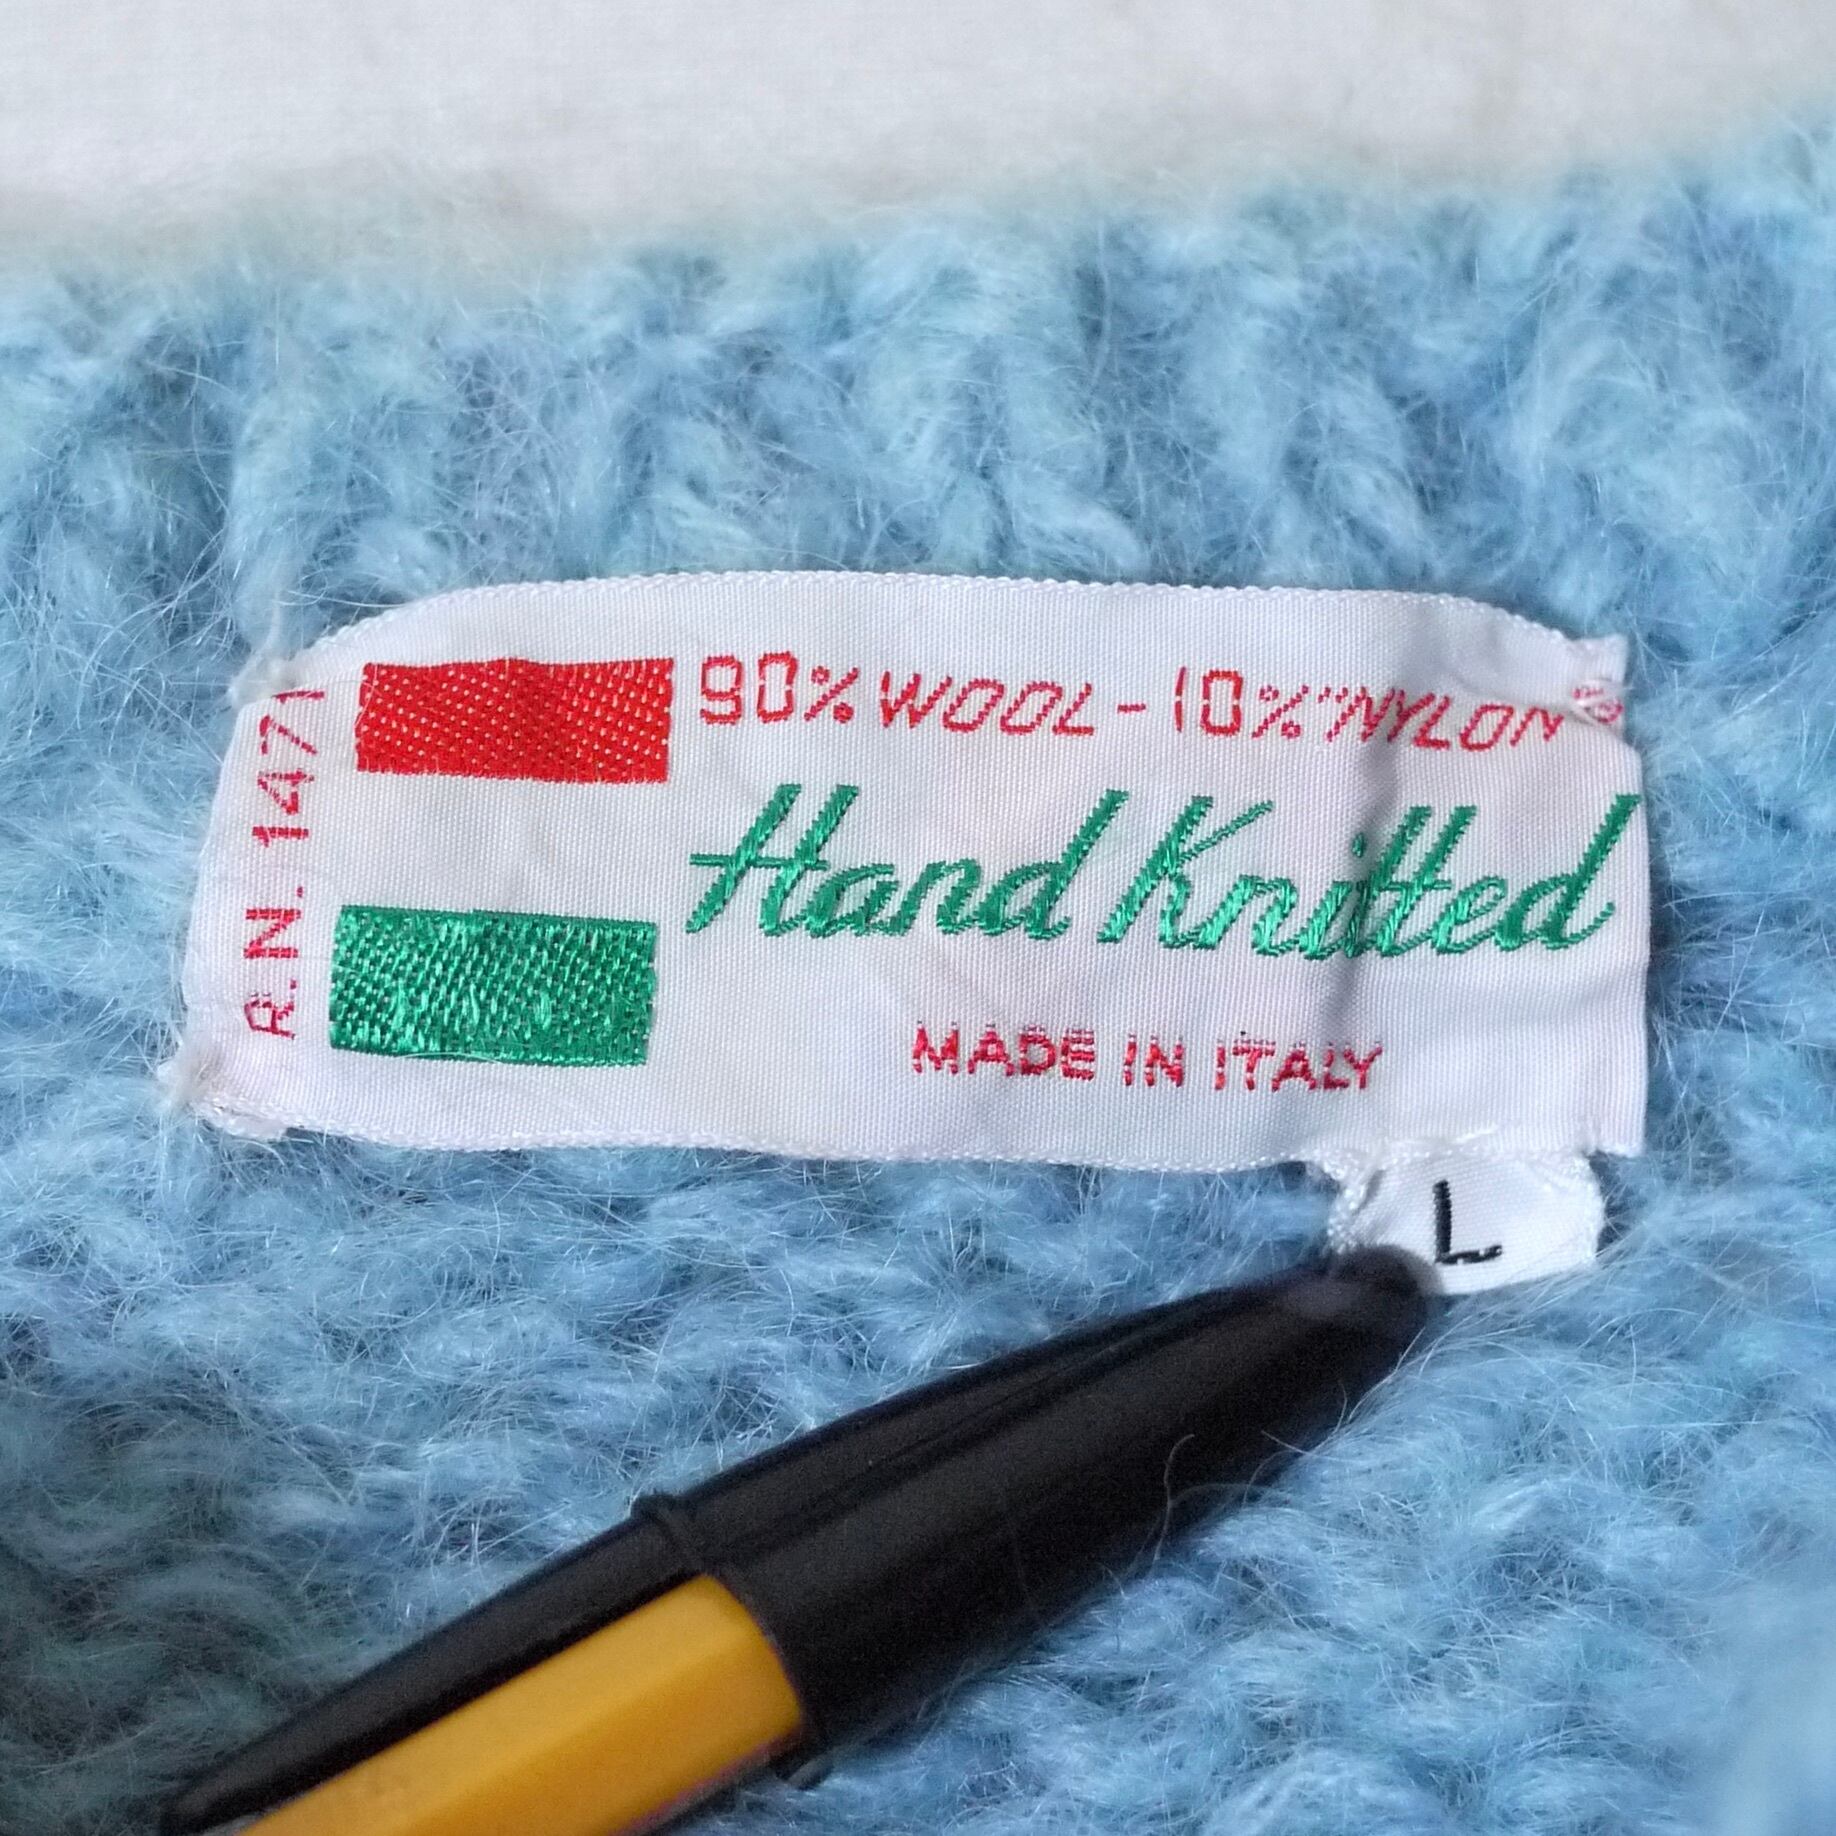 R.N. 1471
90% WOOL - 10% "NYLON"
Hand Knitted
MADE IN ITALY
L